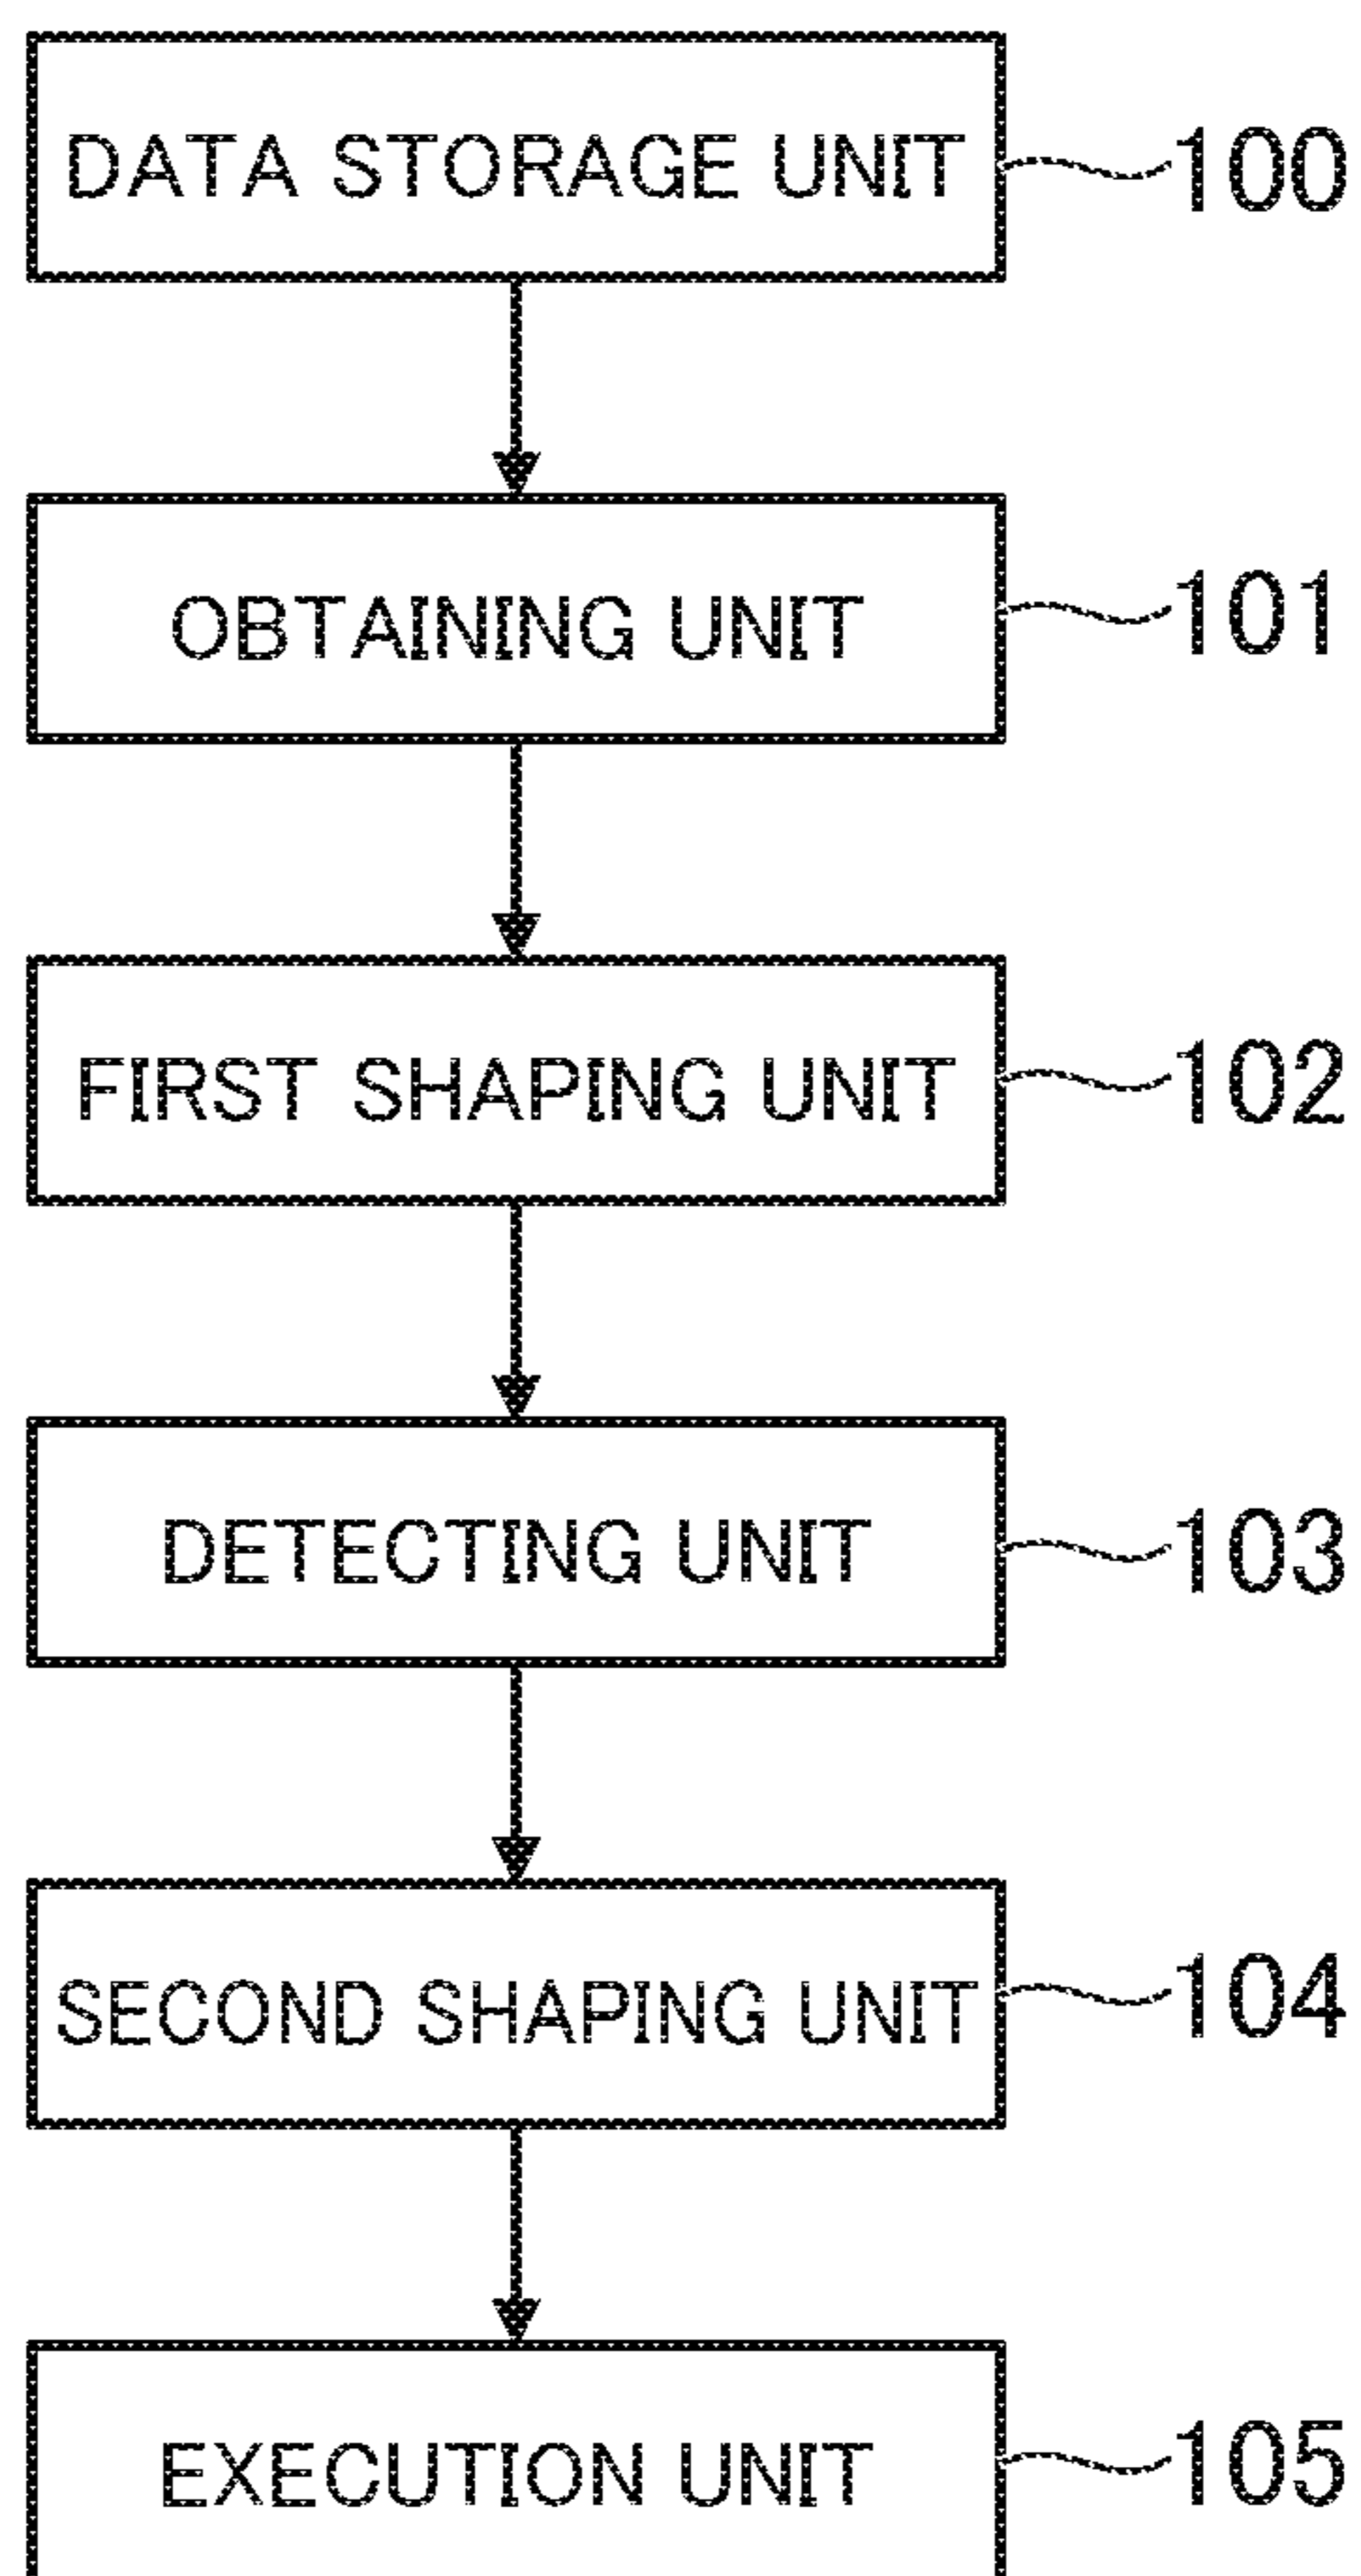 DATA STORAGE UNIT 100
OBTAINING UNIT 101
FIRST SHAPING UNIT 102
DETECTING UNIT 103
SECOND SHAPING UNIT 104
EXECUTION UNIT 105